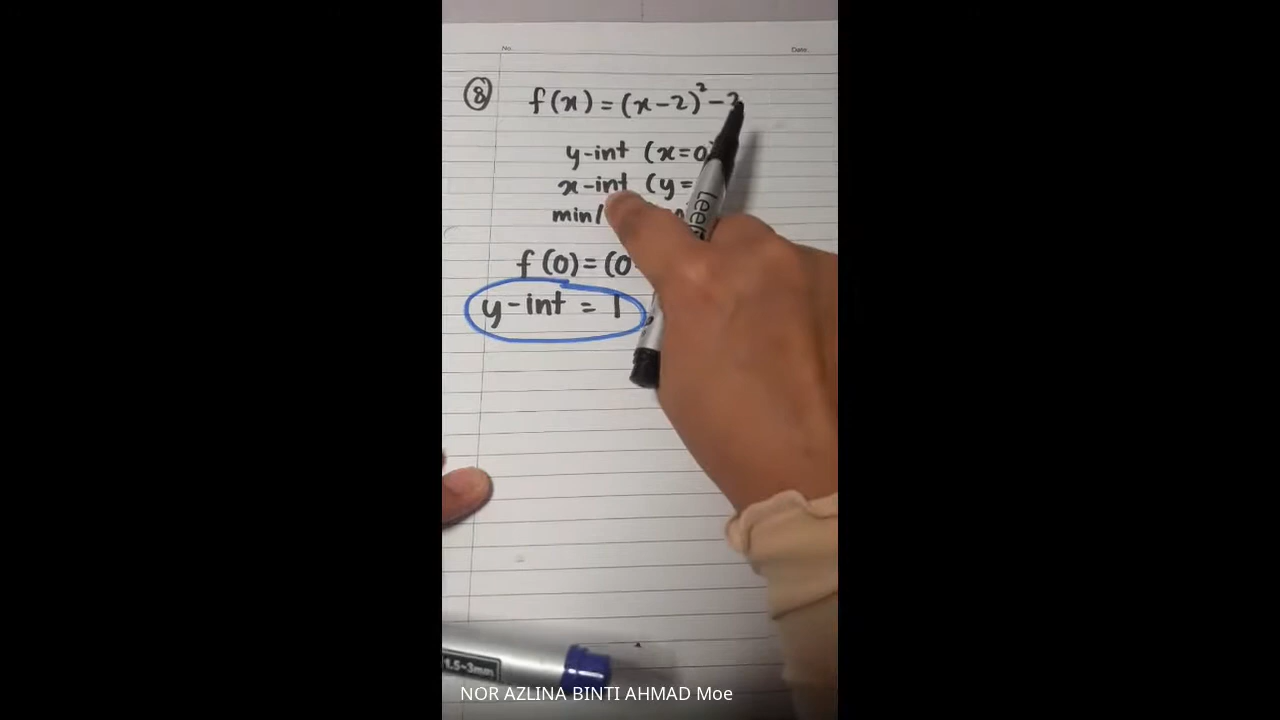 No.
Date.
8
f(x) = (x-2)² -3
y-int (x=0)
x-int (y=
min/
f(0) = (0
y-int = 1
1.5~3mm
NOR AZLINA BINTI AHMAD Moe